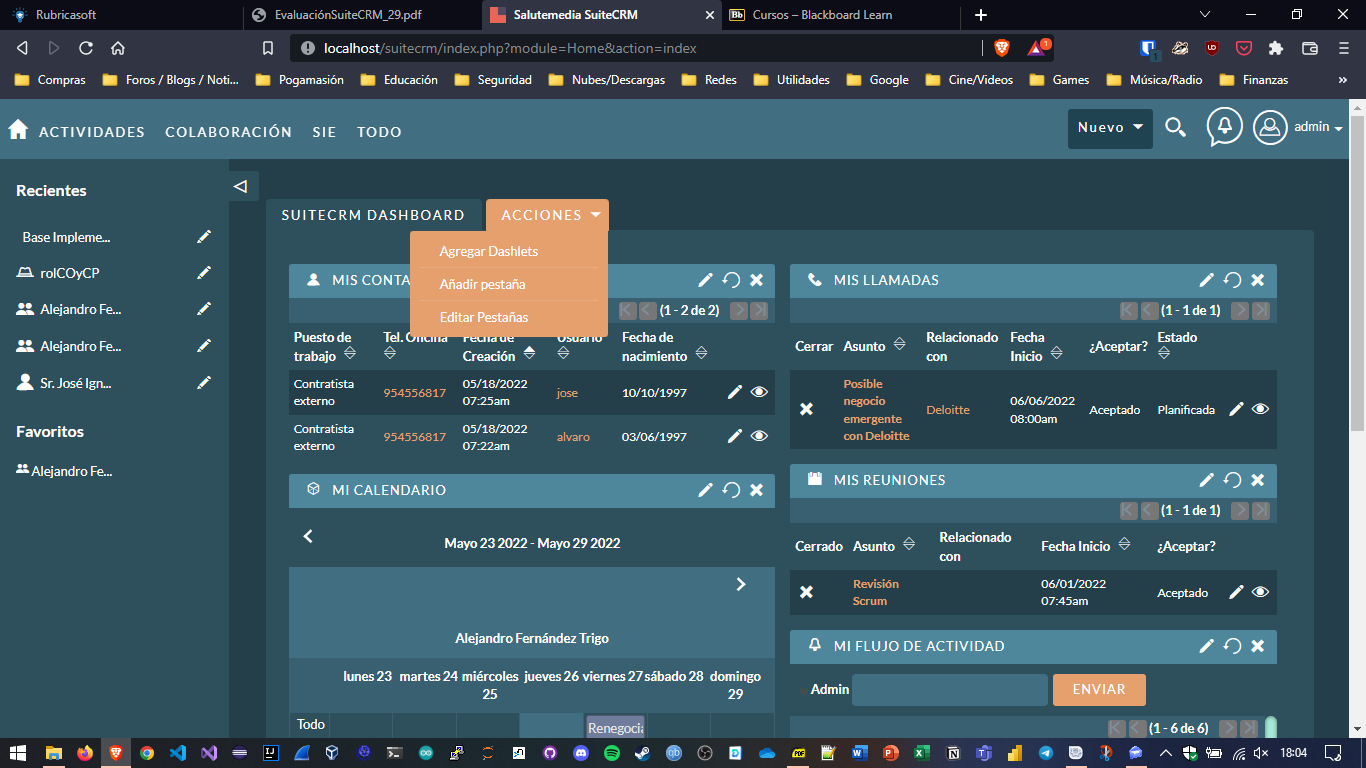 Rubricasoft
EvaluaciónSuiteCRM_29.pdf
Salutemedia SuiteCRM
Bb
Cursos – Blackboard Learn
localhost/suitecrm/index.php?module=Home&action=index
1
1
Compras
Foros / Blogs / Noti...
Pogamasión
Educación
Seguridad
Nubes/Descargas
Redes
Utilidades
Google
Cine/Videos
Games
Música/Radio
Finanzas
»
ACTIVIDADES
COLABORACIÓN
SIE
TODO
Nuevo
admin
Recientes
Base Impleme...
rolCOyCP
Alejandro Fe...
Alejandro Fe...
Sr. José Ign...
Favoritos
Alejandro Fe...
SUITECRM DASHBOARD
ACCIONES
Agregar Dashlets
Añadir pestaña
Editar Pestañas
MIS CONTA
(1 - 2 de 2)
Puesto de trabajo
Tel. Oficina
Fecha de Creación
Usuario
Fecha de nacimiento
Contratista externo
954556817
05/18/2022 07:25am
jose
10/10/1997
Contratista externo
954556817
05/18/2022 07:22am
alvaro
03/06/1997
MI CALENDARIO
Mayo 23 2022 - Mayo 29 2022
Alejandro Fernández Trigo
lunes 23
martes 24
miércoles 25
jueves 26
viernes 27
sábado 28
domingo 29
Todo
Renegocia
MIS LLAMADAS
(1 - 1 de 1)
Cerrar
Asunto
Relacionado con
Fecha Inicio
¿Aceptar?
Estado
Posible negocio emergente con Deloitte
Deloitte
06/06/2022 08:00am
Aceptado
Planificada
MIS REUNIONES
(1 - 1 de 1)
Cerrado
Asunto
Relacionado con
Fecha Inicio
¿Aceptar?
Revisión Scrum
06/01/2022 07:45am
Aceptado
MI FLUJO DE ACTIVIDAD
Admin
ENVIAR
(1 - 6 de 6)
18:04